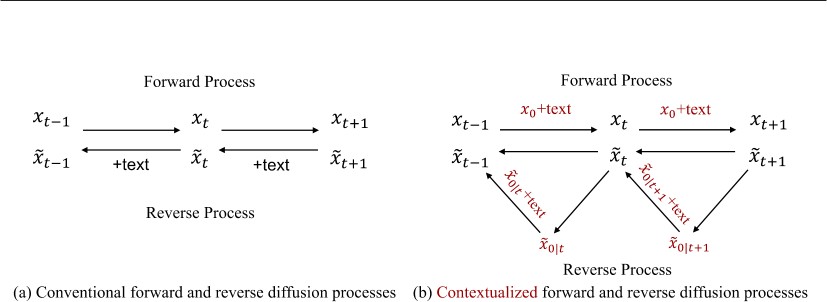 Forward Process
x_{t−1} x_t x_{t+1}
x̃_{t−1} +text x̃_t +text x̃_{t+1}
Reverse Process
(a) Conventional forward and reverse diffusion processes
Forward Process
x_{t−1} x_0+text x_t x_0+text x_{t+1}
x̃_{t−1} x̃_t x̃_{t+1}
x̃_{0|t}+text x̃_{0|t+1}+text
x̃_{0|t} x̃_{0|t+1}
Reverse Process
(b) Contextualized forward and reverse diffusion processes